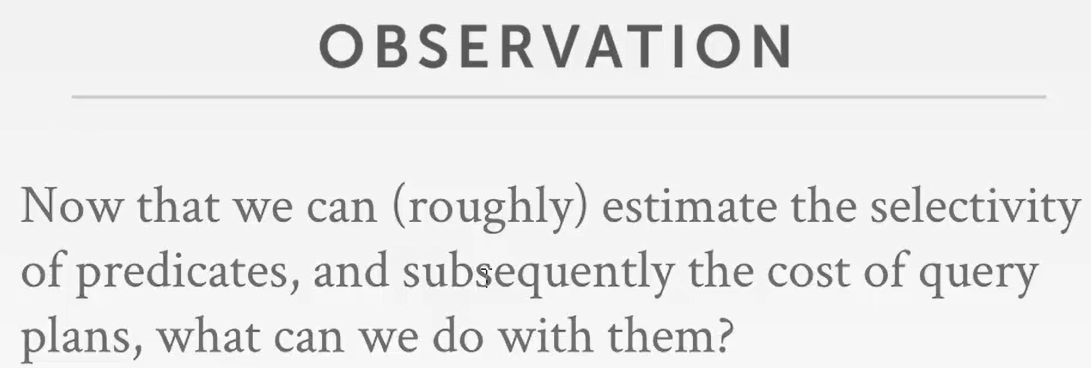 OBSERVATION
Now that we can (roughly) estimate the selectivity
of predicates, and subsequently the cost of query
plans, what can we do with them?